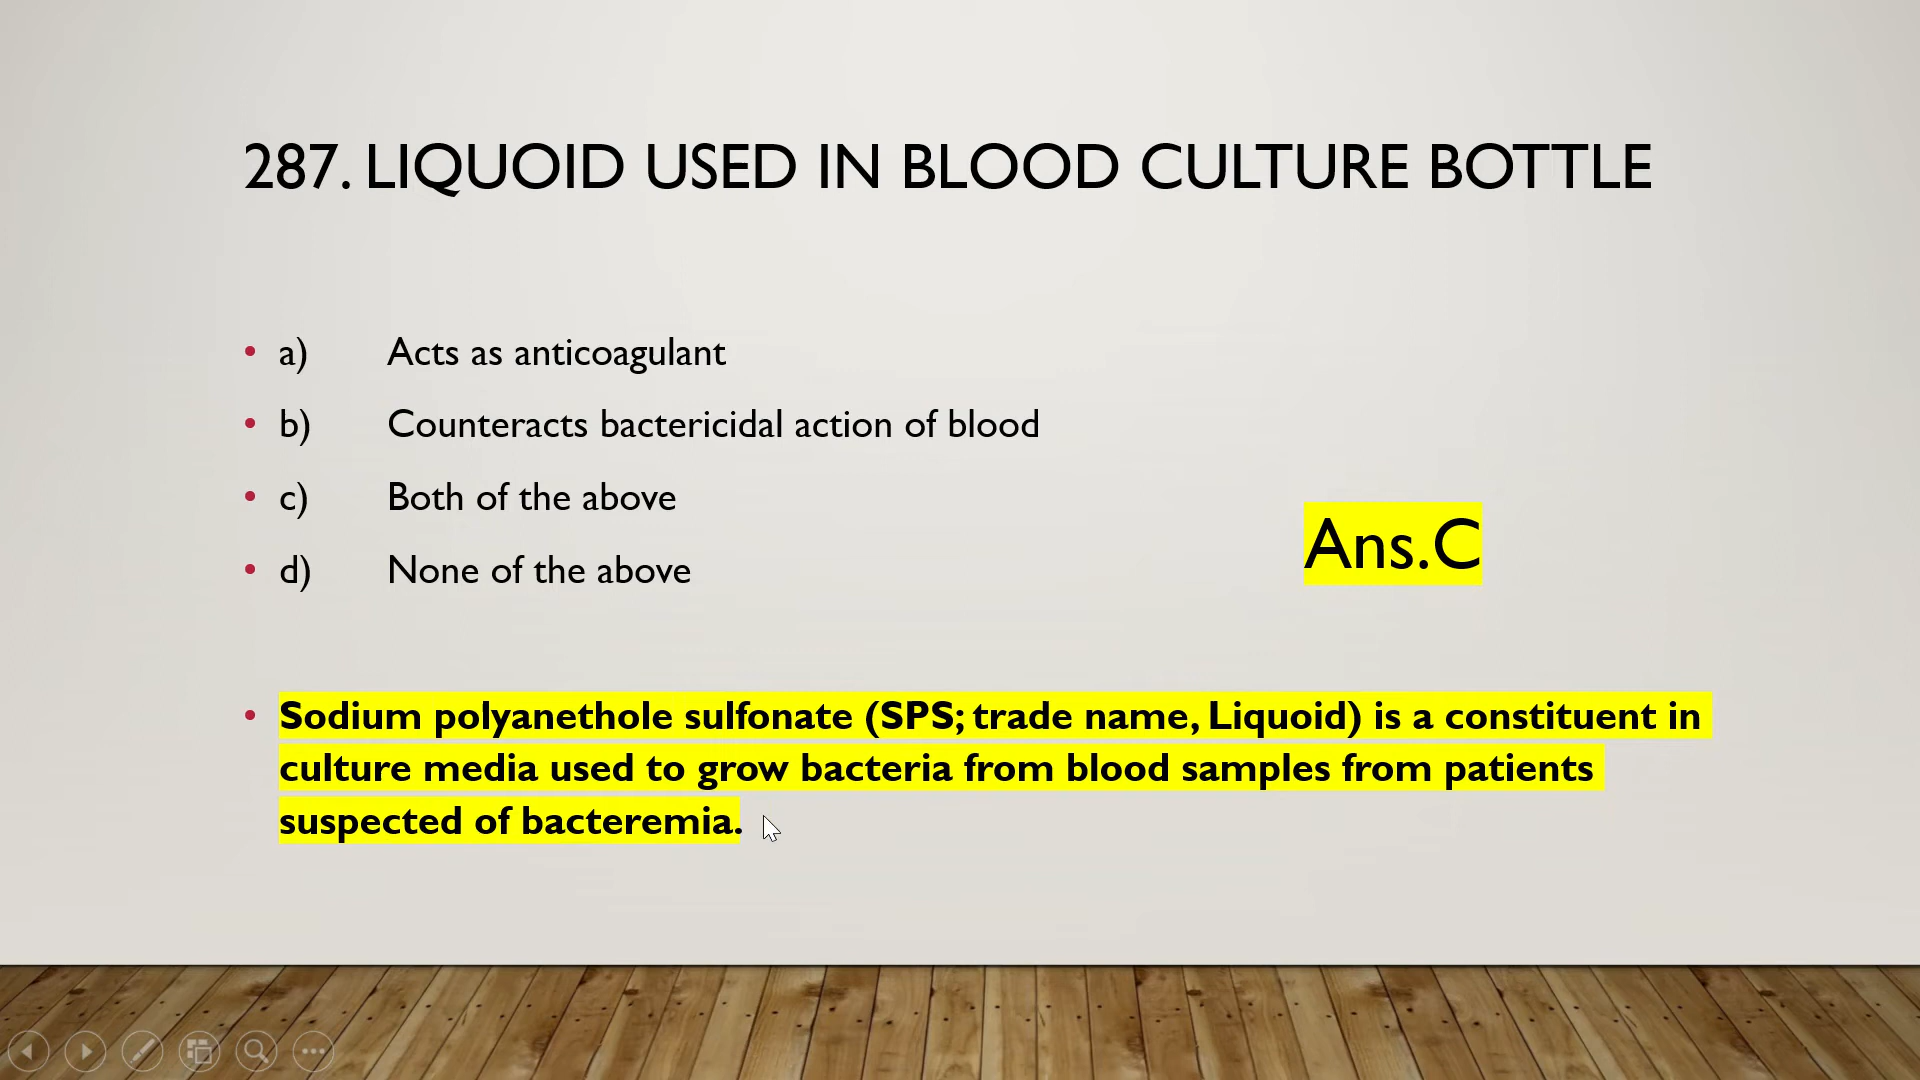 287. LIQUOID USED IN BLOOD CULTURE BOTTLE
• a) Acts as anticoagulant
• b) Counteracts bactericidal action of blood
• c) Both of the above
• d) None of the above
Ans.C
• Sodium polyanethole sulfonate (SPS; trade name, Liquoid) is a constituent in
culture media used to grow bacteria from blood samples from patients
suspected of bacteremia.